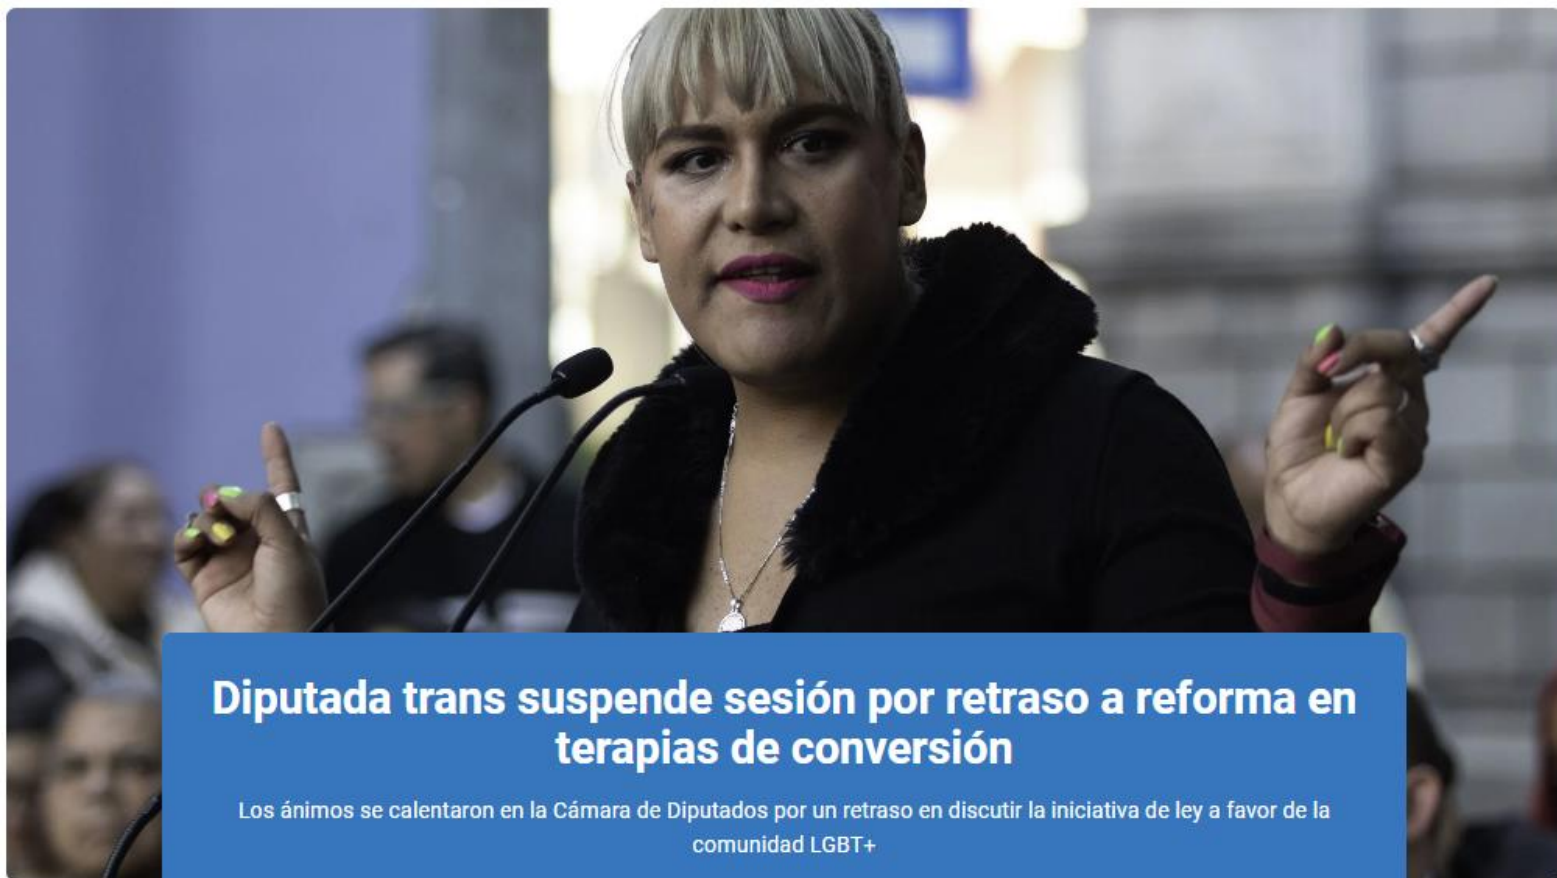 Diputada trans suspende sesión por retraso a reforma en
terapias de conversión
Los ánimos se calentaron en la Cámara de Diputados por un retraso en discutir la iniciativa de ley a favor de la
comunidad LGBT+